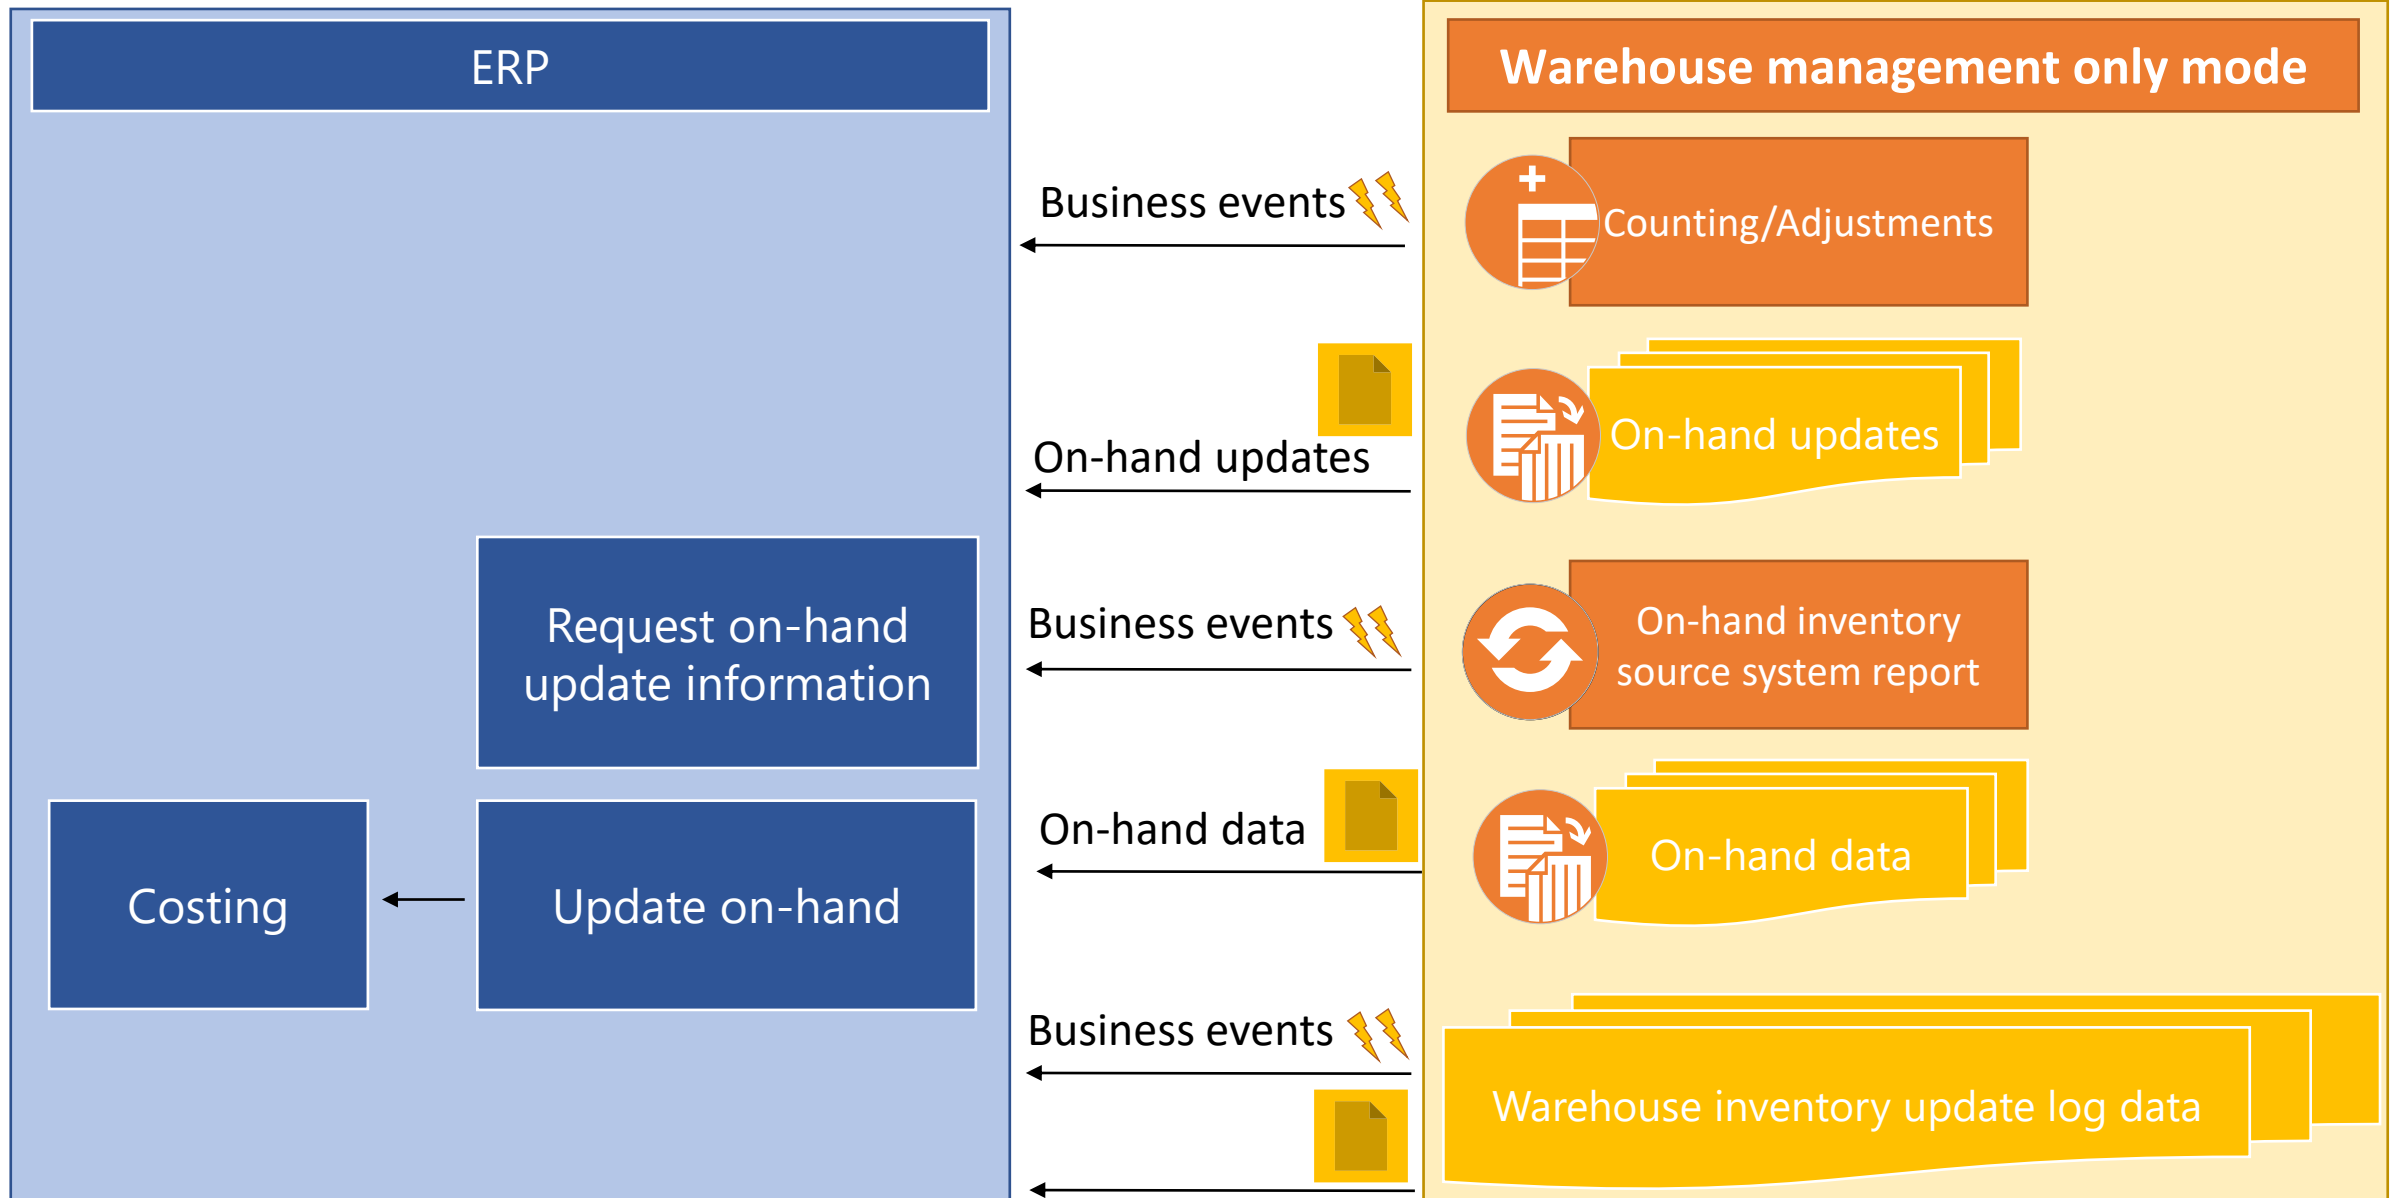 ERP
Warehouse management only mode
Business events
Counting/Adjustments
On-hand updates
On-hand updates
Request on-hand
update information
Business events
On-hand inventory
source system report
On-hand data
On-hand data
Costing
Update on-hand
Business events
Warehouse inventory update log data